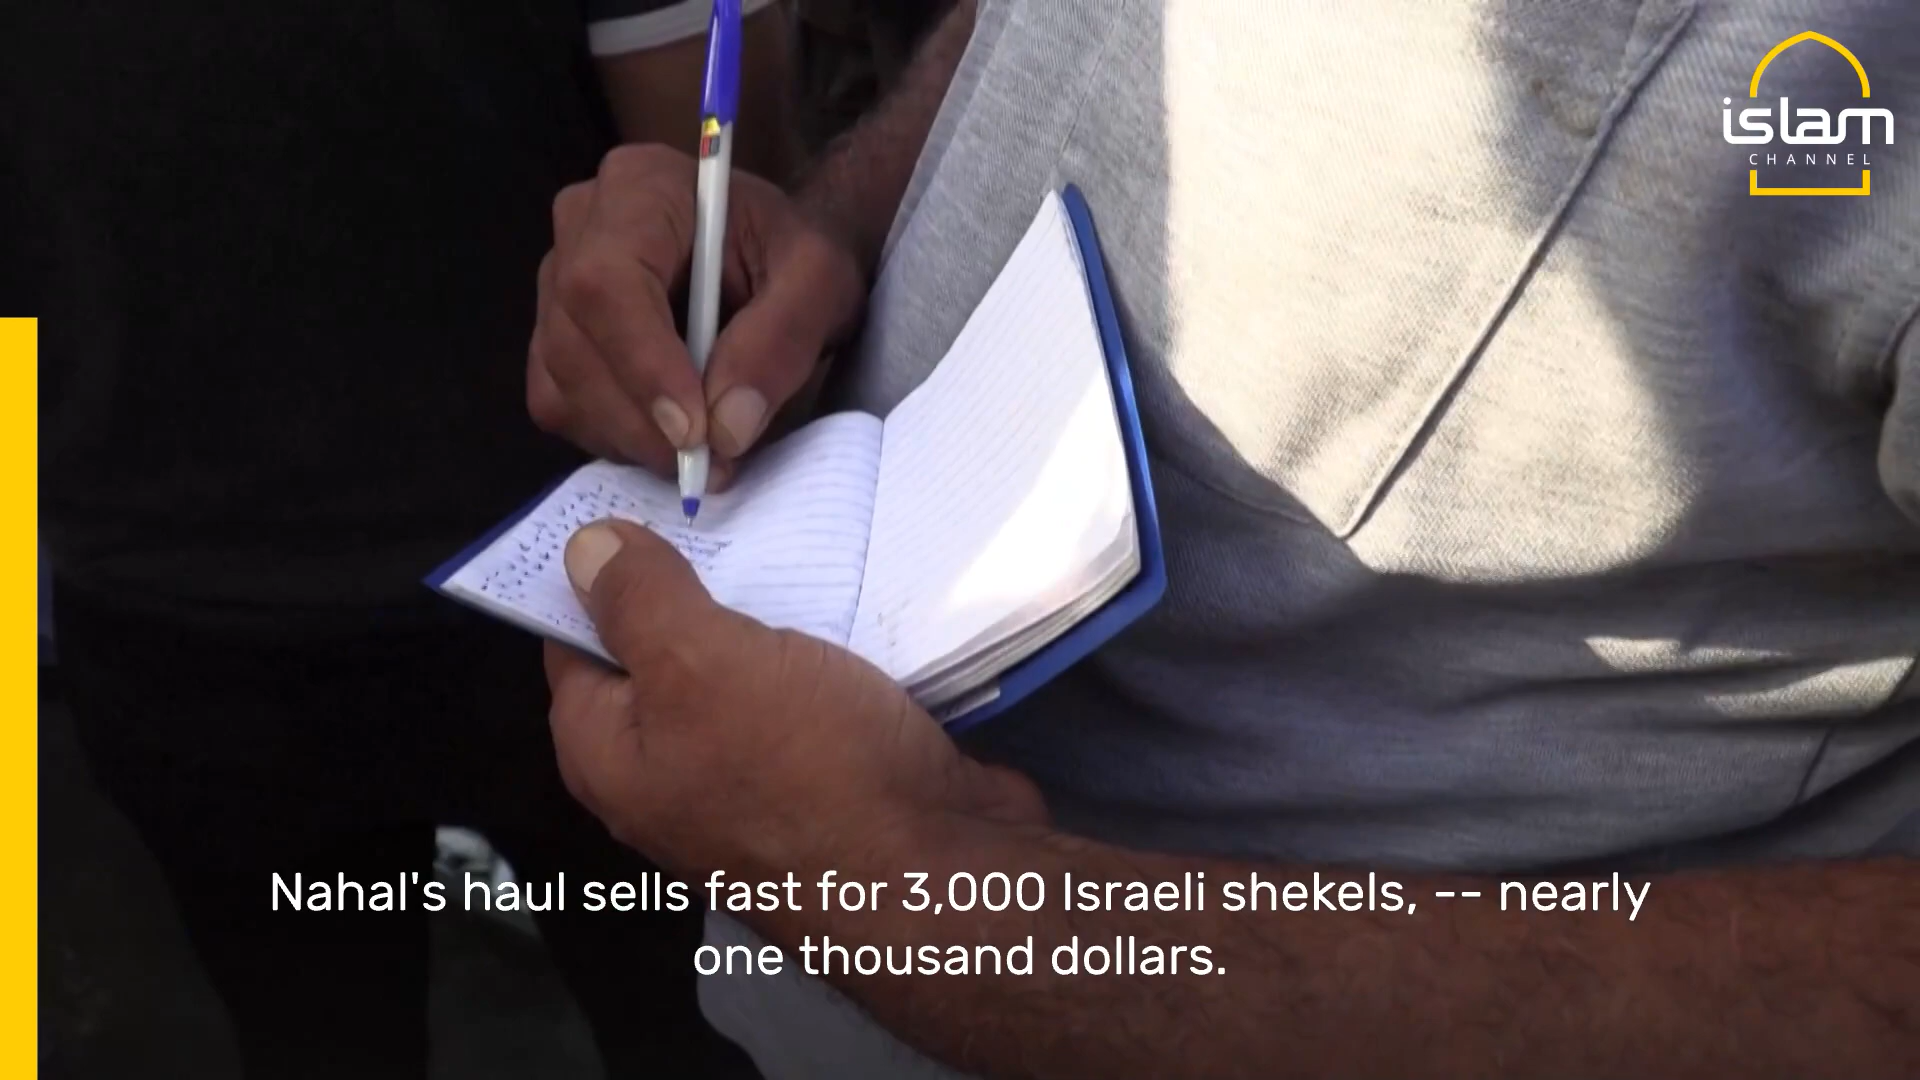 islam
CHANNEL
Nahal's haul sells fast for 3,000 Israeli shekels, -- nearly
one thousand dollars.